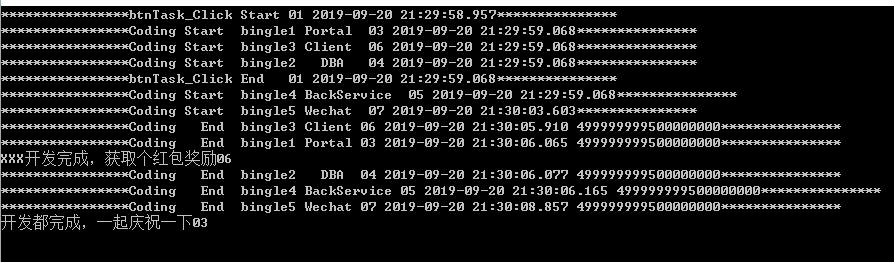 ****************btnTask_Click Start 01 2019-09-20 21:29:58.957***************
****************Coding Start  bingle1 Portal  03 2019-09-20 21:29:59.068***************
****************Coding Start  bingle3 Client  06 2019-09-20 21:29:59.068***************
****************Coding Start  bingle2   DBA   04 2019-09-20 21:29:59.068***************
****************btnTask_Click End   01 2019-09-20 21:29:59.068***************
****************Coding Start  bingle4 BackService  05 2019-09-20 21:29:59.068***************
****************Coding Start  bingle5 Wechat  07 2019-09-20 21:30:03.603***************
****************Coding   End  bingle3 Client 06 2019-09-20 21:30:05.910 499999999500000000***************
****************Coding   End  bingle1 Portal 03 2019-09-20 21:30:06.065 499999999500000000***************
XXX开发完成，获取个红包奖励06
****************Coding   End  bingle2   DBA  04 2019-09-20 21:30:06.077 499999999500000000***************
****************Coding   End  bingle4 BackService 05 2019-09-20 21:30:06.165 499999999500000000***************
****************Coding   End  bingle5 Wechat 07 2019-09-20 21:30:08.857 499999999500000000***************
开发都完成，一起庆祝一下03